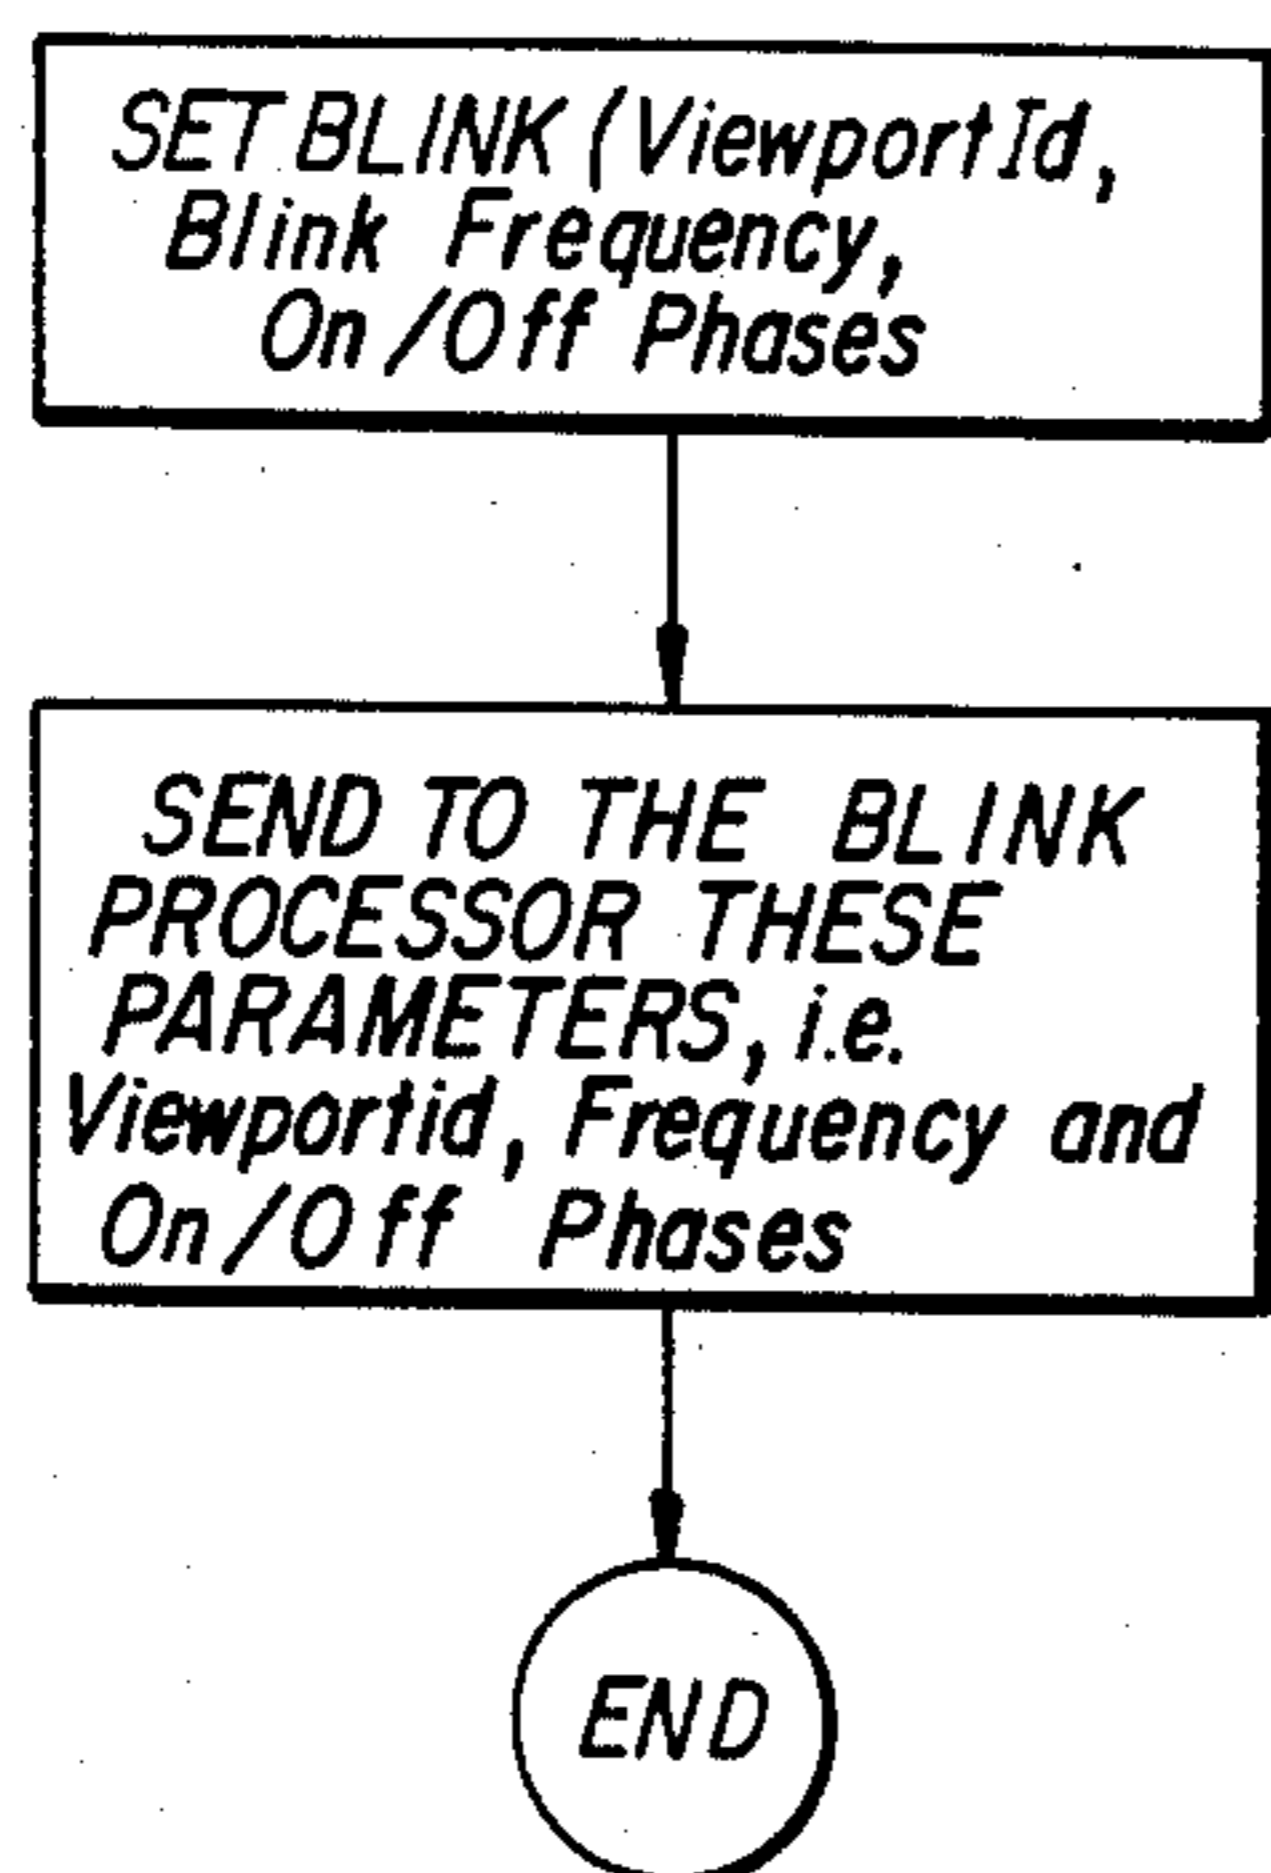 SET BLINK (ViewportId,
Blink Frequency,
On/Off Phases
SEND TO THE BLINK
PROCESSOR THESE
PARAMETERS, i.e.
Viewportid, Frequency and
On/Off Phases
END